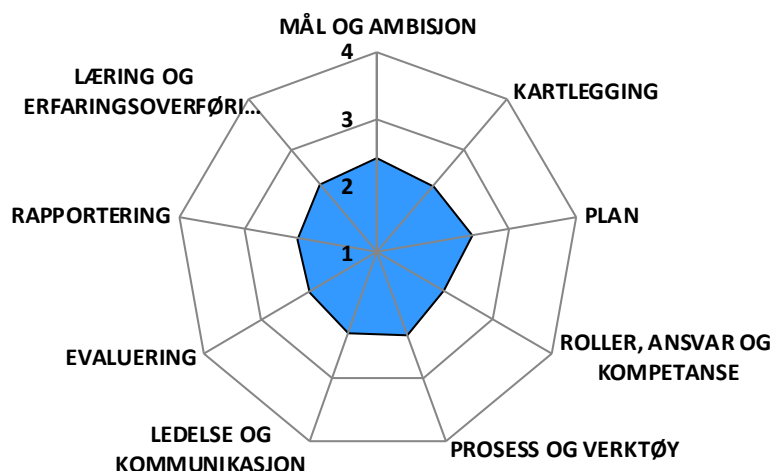 MÅL OG AMBISJON
4
3
2
1
KARTLEGGING
PLAN
ROLLER, ANSVAR OG
KOMPETANSE
PROSESS OG VERKTØY
LEDELSE OG
KOMMUNIKASJON
EVALUERING
RAPPORTERING
LÆRING OG
ERFARINGSOVERFØRI...